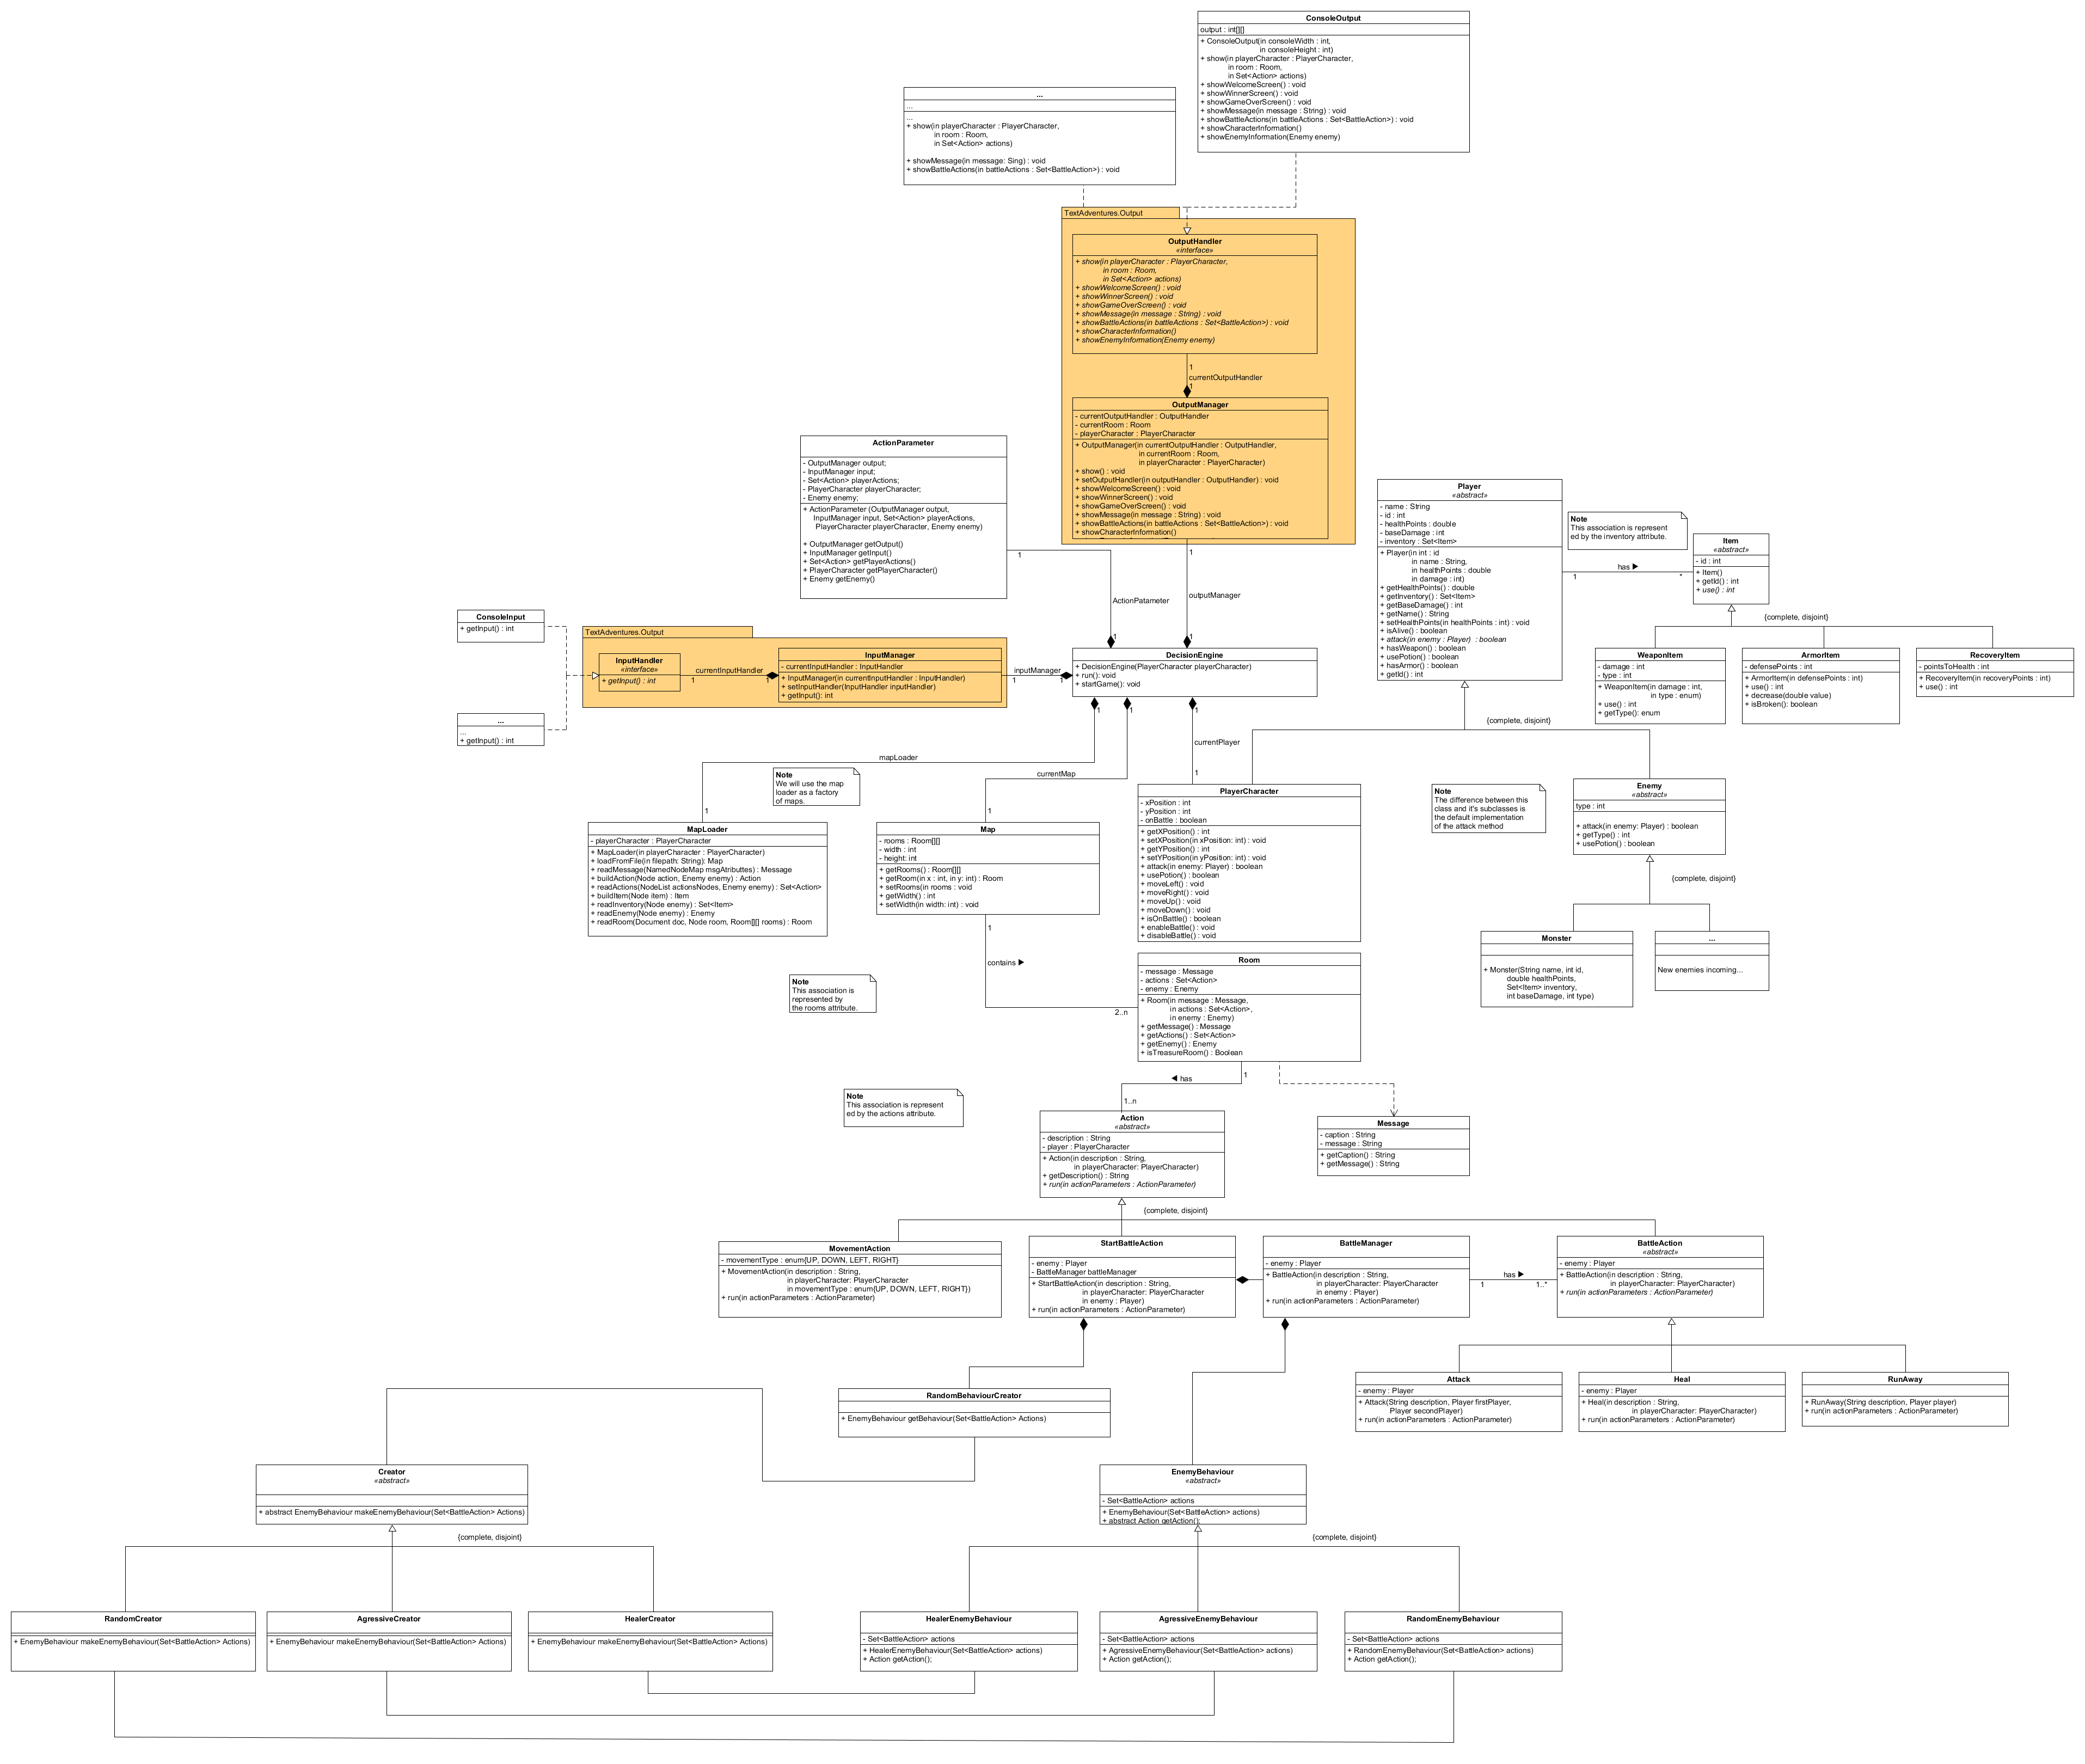 ConsoleOutput
output : int[][]
+ ConsoleOutput(in consoleWidth : int,
in consoleHeight : int)
+ show(in playerCharacter : PlayerCharacter,
in room : Room,
in Set<Action> actions)
+ showWelcomeScreen() : void
+ showWinnerScreen() : void
+ showGameOverScreen() : void
+ showMessage(in message : String) : void
+ showBattleActions(in battleActions : Set<BattleAction>) : void
+ showCharacterInformation()
+ showEnemyInformation(Enemy enemy)
...
...
...
+ show(in playerCharacter : PlayerCharacter,
in room : Room,
in Set<Action> actions)
+ showMessage(in message: Sing) : void
+ showBattleActions(in battleActions : Set<BattleAction>) : void
TextAdventures.Output
OutputHandler
«interface»
+ show(in playerCharacter : PlayerCharacter,
in room : Room,
in Set<Action> actions)
+ showWelcomeScreen() : void
+ showWinnerScreen() : void
+ showGameOverScreen() : void
+ showMessage(in message : String) : void
+ showBattleActions(in battleActions : Set<BattleAction>) : void
+ showCharacterInformation()
+ showEnemyInformation(Enemy enemy)
1
currentOutputHandler
1
OutputManager
- currentOutputHandler : OutputHandler
- currentRoom : Room
- playerCharacter : PlayerCharacter
+ OutputManager(in currentOutputHandler : OutputHandler,
in currentRoom : Room,
in playerCharacter : PlayerCharacter)
+ show() : void
+ setOutputHandler(in outputHandler : OutputHandler) : void
+ showWelcomeScreen() : void
+ showWinnerScreen() : void
+ showGameOverScreen() : void
+ showMessage(in message : String) : void
+ showBattleActions(in battleActions : Set<BattleAction>) : void
+ showCharacterInformation()
ActionParameter
- OutputManager output;
- InputManager input;
- Set<Action> playerActions;
- PlayerCharacter playerCharacter;
- Enemy enemy;
+ ActionParameter (OutputManager output,
InputManager input, Set<Action> playerActions,
PlayerCharacter playerCharacter, Enemy enemy)
+ OutputManager getOutput()
+ InputManager getInput()
+ Set<Action> getPlayerActions()
+ PlayerCharacter getPlayerCharacter()
+ Enemy getEnemy()
1
ActionPatameter
1
1
outputManager
1
Player
«abstract»
- name : String
- id : int
- healthPoints : double
- baseDamage : int
- inventory : Set<Item>
+ Player(in int : id
in name : String,
in healthPoints : double
in damage : int)
+ getHealthPoints() : double
+ getInventory() : Set<Item>
+ getBaseDamage() : int
+ getName() : String
+ setHealthPoints(in healthPoints : int) : void
+ isAlive() : boolean
+ attack(in enemy : Player) : boolean
+ hasWeapon() : boolean
+ usePotion() : boolean
+ hasArmor() : boolean
+ getId() : int
Note
This association is represent
ed by the inventory attribute.
has ▶
1
*
Item
«abstract»
- id : int
+ Item()
+ getId() : int
+ use() : int
{complete, disjoint}
WeaponItem
- damage : int
- type : int
+ WeaponItem(in damage : int,
in type : enum)
+ use() : int
+ getType(): enum
ArmorItem
- defensePoints : int
+ ArmorItem(in defensePoints : int)
+ use() : int
+ decrease(double value)
+ isBroken(): boolean
RecoveryItem
- pointsToHealth : int
+ RecoveryItem(in recoveryPoints : int)
+ use() : int
ConsoleInput
+ getInput() : int
...
...
+ getInput() : int
TextAdventures.Output
InputHandler
«interface»
+ getInput() : int
currentInputHandler
1
1
InputManager
- currentInputHandler : InputHandler
+ InputManager(in currentInputHandler : InputHandler)
+ setInputHandler(InputHandler inputHandler)
+ getInput(): int
inputManager
1
1
DecisionEngine
+ DecisionEngine(PlayerCharacter playerCharacter)
+ run(): void
+ startGame(): void
1
1
1
mapLoader
1
currentMap
1
currentPlayer
1
Note
We will use the map
loader as a factory
of maps.
MapLoader
- playerCharacter : PlayerCharacter
+ MapLoader(in playerCharacter : PlayerCharacter)
+ loadFromFile(in filepath: String): Map
+ readMessage(NamedNodeMap msgAtributtes) : Message
+ buildAction(Node action, Enemy enemy) : Action
+ readActions(NodeList actionsNodes, Enemy enemy) : Set<Action>
+ buildItem(Node item) : Item
+ readInventory(Node enemy) : Set<Item>
+ readEnemy(Node enemy) : Enemy
+ readRoom(Document doc, Node room, Room[][] rooms) : Room
Map
- rooms : Room[][]
- width : int
- height: int
+ getRooms() : Room[][]
+ getRoom(in x : int, in y: int) : Room
+ setRooms(in rooms : void
+ getWidth() : int
+ setWidth(in width: int) : void
PlayerCharacter
- xPosition : int
- yPosition : int
- onBattle : boolean
+ getXPosition() : int
+ setXPosition(in xPosition: int) : void
+ getYPosition() : int
+ setYPosition(in yPosition: int) : void
+ attack(in enemy: Player) : boolean
+ usePotion() : boolean
+ moveLeft() : void
+ moveRight() : void
+ moveUp() : void
+ moveDown() : void
+ isOnBattle() : boolean
+ enableBattle() : void
+ disableBattle() : void
{complete, disjoint}
Note
The difference between this
class and it's subclasses is
the default implementation
of the attack method
Enemy
«abstract»
type : int
+ attack(in enemy: Player) : boolean
+ getType() : int
+ usePotion() : boolean
{complete, disjoint}
Monster
+ Monster(String name, int id,
double healthPoints,
Set<Item> inventory,
int baseDamage, int type)
...
New enemies incoming...
1
contains ▶
2..n
Note
This association is
represented by
the rooms attribute.
Room
- message : Message
- actions : Set<Action>
- enemy : Enemy
+ Room(in message : Message,
in actions : Set<Action>,
in enemy : Enemy)
+ getMessage() : Message
+ getActions() : Set<Action>
+ getEnemy() : Enemy
+ isTreasureRoom() : Boolean
◀ has
1
1..n
Note
This association is represent
ed by the actions attribute.
Action
«abstract»
- description : String
- player : PlayerCharacter
+ Action(in description : String,
in playerCharacter: PlayerCharacter)
+ getDescription() : String
+ run(in actionParameters : ActionParameter)
Message
- caption : String
- message : String
+ getCaption() : String
+ getMessage() : String
{complete, disjoint}
MovementAction
- movementType : enum{UP, DOWN, LEFT, RIGHT}
+ MovementAction(in description : String,
in playerCharacter: PlayerCharacter
in movementType : enum{UP, DOWN, LEFT, RIGHT})
+ run(in actionParameters : ActionParameter)
StartBattleAction
- enemy : Player
- BattleManager battleManager
+ StartBattleAction(in description : String,
in playerCharacter: PlayerCharacter
in enemy : Player)
+ run(in actionParameters : ActionParameter)
BattleManager
- enemy : Player
+ BattleAction(in description : String,
in playerCharacter: PlayerCharacter
in enemy : Player)
+ run(in actionParameters : ActionParameter)
has ▶
1
1..*
BattleAction
«abstract»
- enemy : Player
+ BattleAction(in description : String,
in playerCharacter: PlayerCharacter)
+ run(in actionParameters : ActionParameter)
Attack
- enemy : Player
+ Attack(String description, Player firstPlayer,
Player secondPlayer)
+ run(in actionParameters : ActionParameter)
Heal
- enemy : Player
+ Heal(in description : String,
in playerCharacter: PlayerCharacter)
+ run(in actionParameters : ActionParameter)
RunAway
+ RunAway(String description, Player player)
+ run(in actionParameters : ActionParameter)
RandomBehaviourCreator
+ EnemyBehaviour getBehaviour(Set<BattleAction> Actions)
Creator
«abstract»
+ abstract EnemyBehaviour makeEnemyBehaviour(Set<BattleAction> Actions)
{complete, disjoint}
EnemyBehaviour
«abstract»
- Set<BattleAction> actions
+ EnemyBehaviour(Set<BattleAction> actions)
+ abstract Action getAction();
{complete, disjoint}
RandomCreator
+ EnemyBehaviour makeEnemyBehaviour(Set<BattleAction> Actions)
AgressiveCreator
+ EnemyBehaviour makeEnemyBehaviour(Set<BattleAction> Actions)
HealerCreator
+ EnemyBehaviour makeEnemyBehaviour(Set<BattleAction> Actions)
HealerEnemyBehaviour
- Set<BattleAction> actions
+ HealerEnemyBehaviour(Set<BattleAction> actions)
+ Action getAction();
AgressiveEnemyBehaviour
- Set<BattleAction> actions
+ AgressiveEnemyBehaviour(Set<BattleAction> actions)
+ Action getAction();
RandomEnemyBehaviour
- Set<BattleAction> actions
+ RandomEnemyBehaviour(Set<BattleAction> actions)
+ Action getAction();